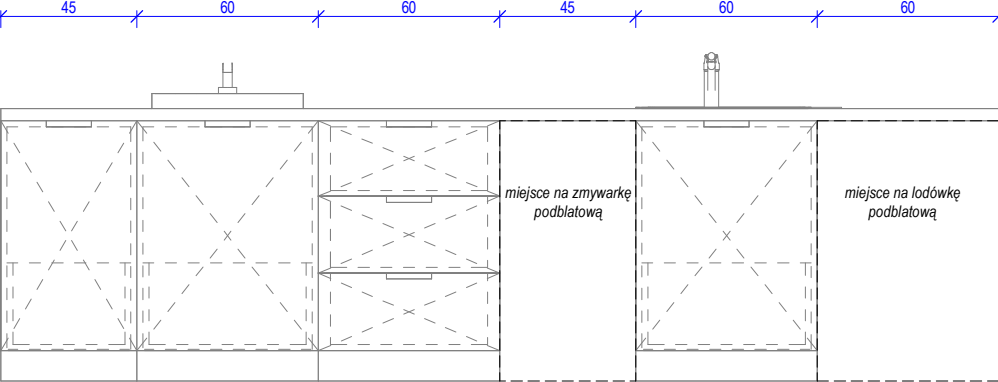 45 60 60 45 60 60
miejsce na zmywarkę
podblatową
miejsce na lodówkę
podblatową